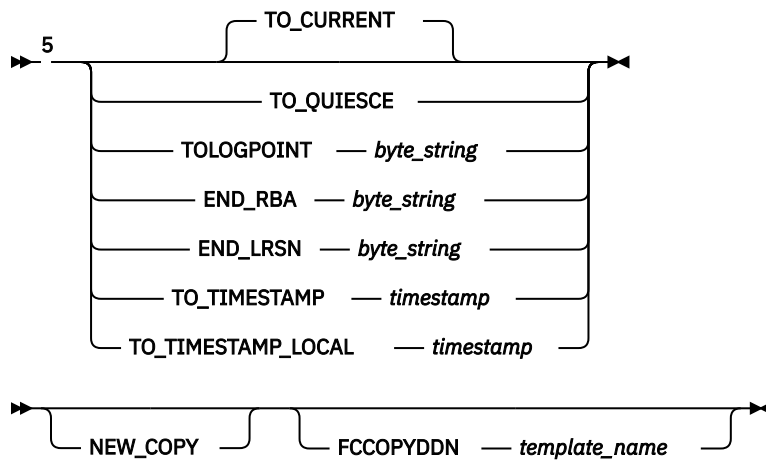 TO_CURRENT
5
TO_QUIESCE
TOLOGPOINT byte_string
END_RBA byte_string
END_LRSN byte_string
TO_TIMESTAMP timestamp
TO_TIMESTAMP_LOCAL timestamp
NEW_COPY FCCOPYDDN template_name